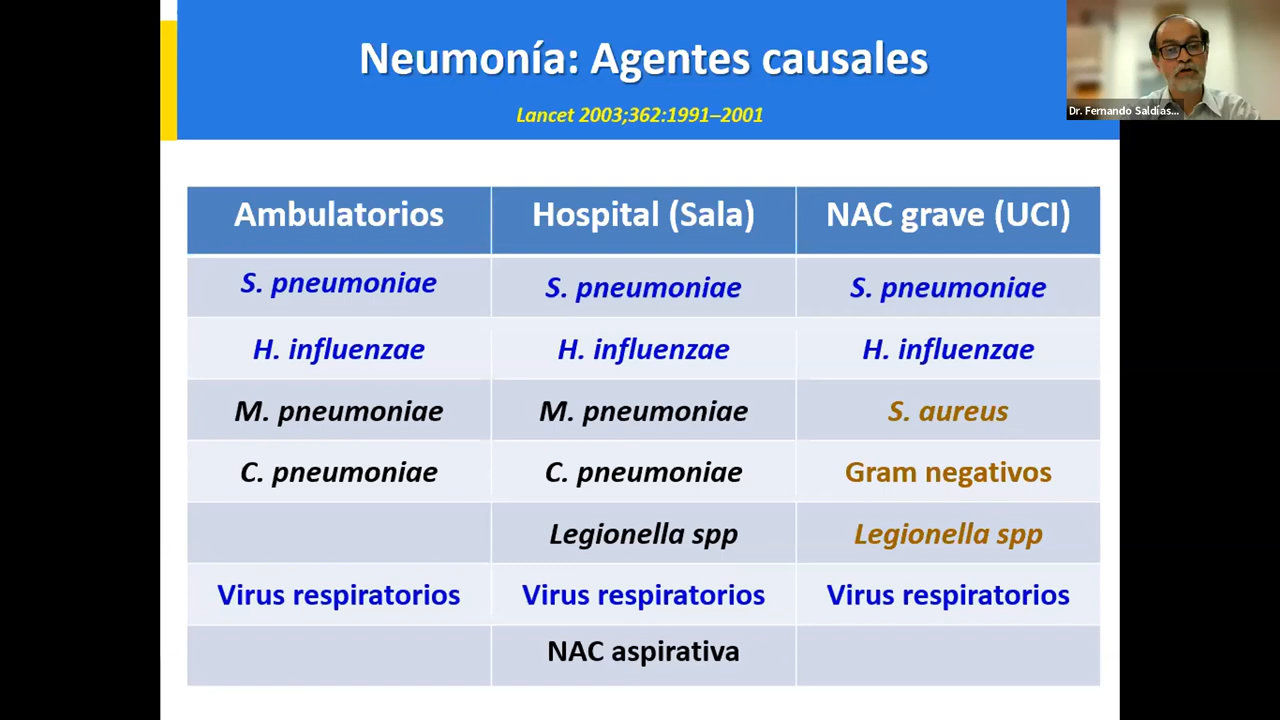 Neumonía: Agentes causales
Lancet 2003;362:1991–2001
Dr. Fernando Saldías...
Ambulatorios Hospital (Sala) NAC grave (UCI)
S. pneumoniae S. pneumoniae S. pneumoniae
H. influenzae H. influenzae H. influenzae
M. pneumoniae M. pneumoniae S. aureus
C. pneumoniae C. pneumoniae Gram negativos
Legionella spp Legionella spp
Virus respiratorios Virus respiratorios Virus respiratorios
NAC aspirativa